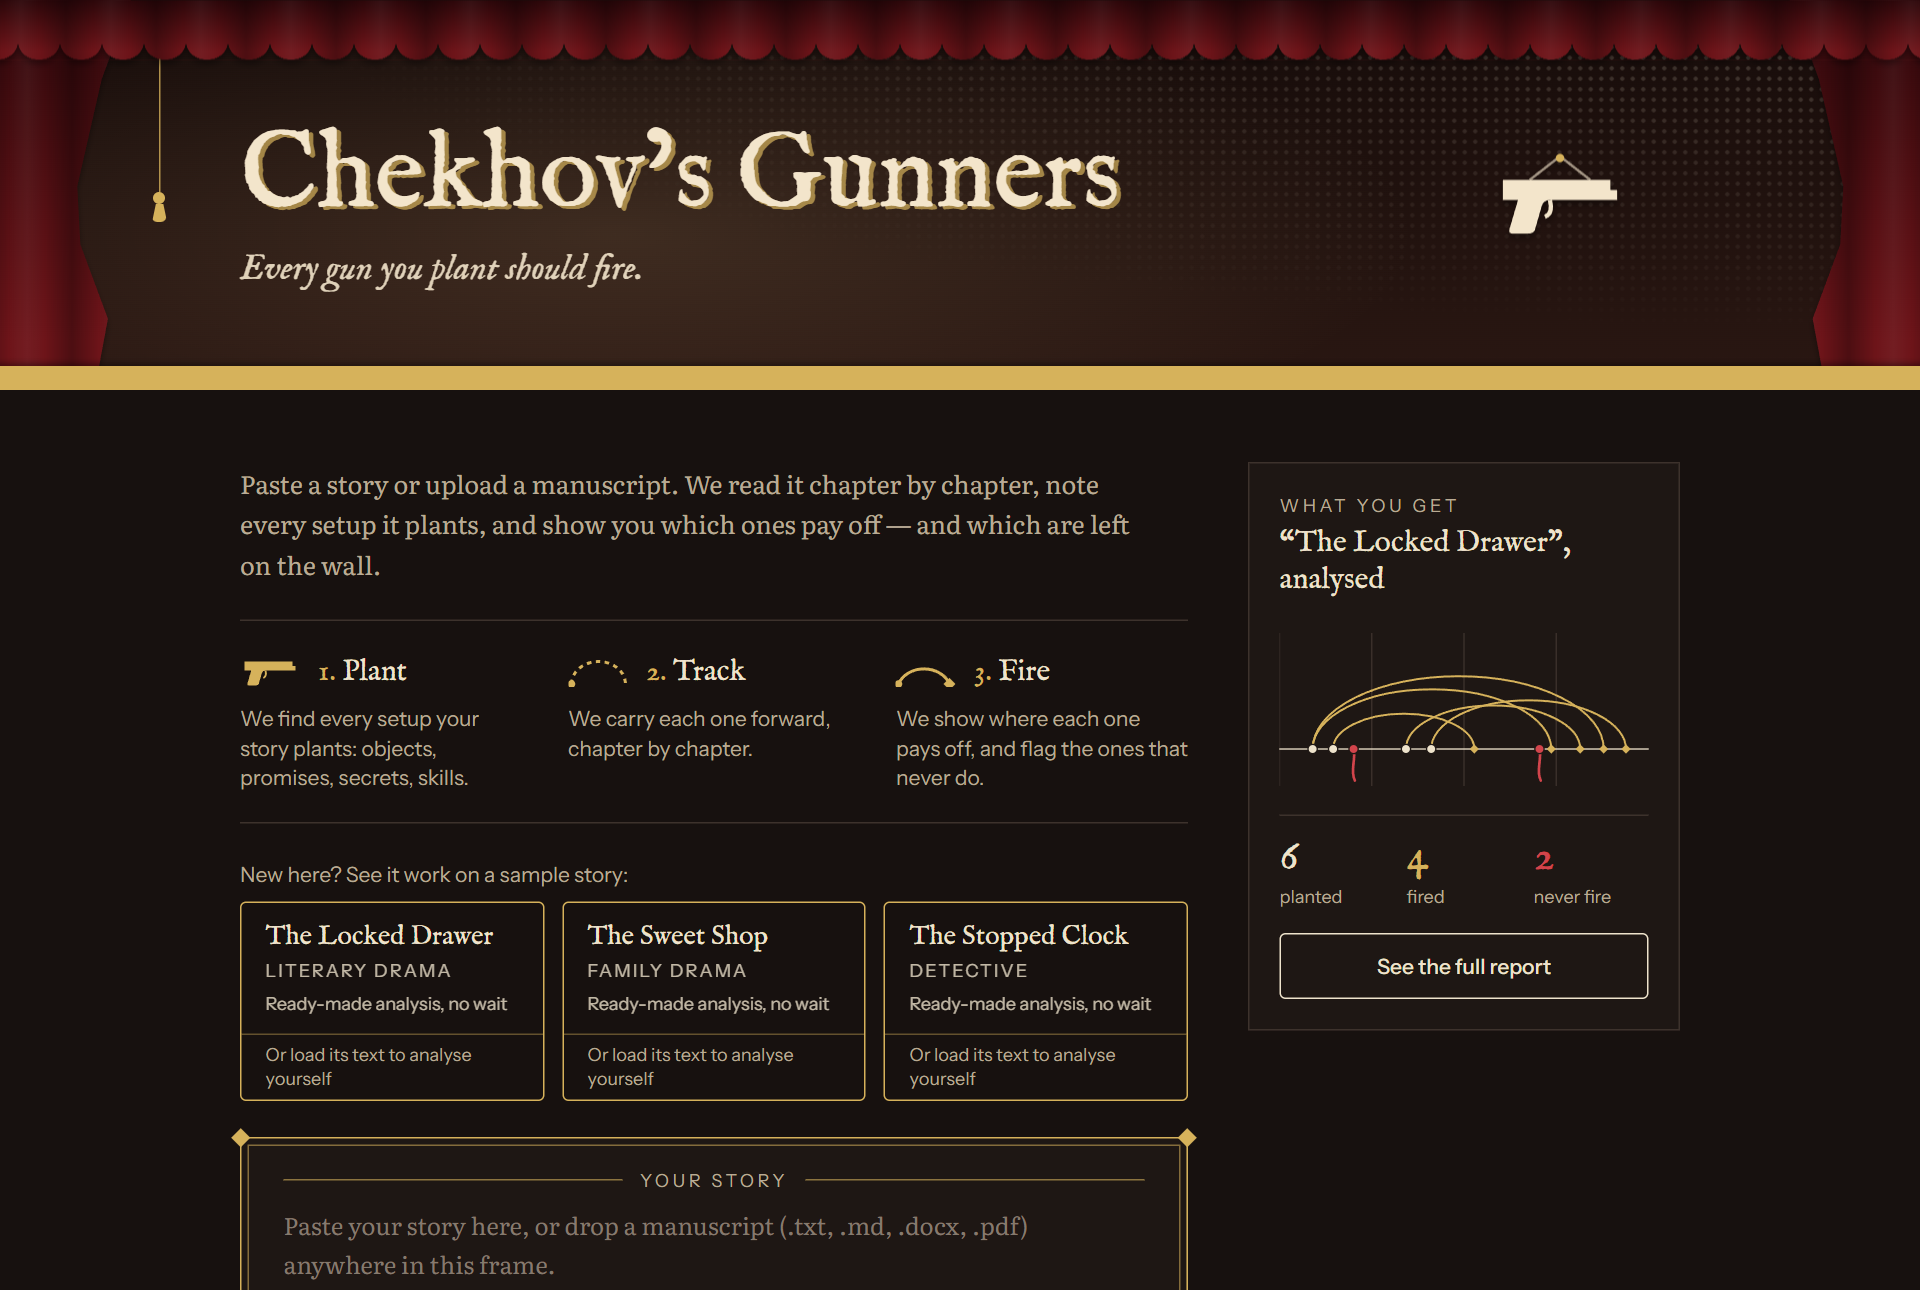 Chekhov’s Gunners
Every gun you plant should fire.
Paste a story or upload a manuscript. We read it chapter by chapter, note
every setup it plants, and show you which ones pay off — and which are left
on the wall.
1. Plant
We find every setup your
story plants: objects,
promises, secrets, skills.
2. Track
We carry each one forward,
chapter by chapter.
3. Fire
We show where each one
pays off, and flag the ones that
never do.
New here? See it work on a sample story:
The Locked Drawer
LITERARY DRAMA
Ready-made analysis, no wait
Or load its text to analyse
yourself
The Sweet Shop
FAMILY DRAMA
Ready-made analysis, no wait
Or load its text to analyse
yourself
The Stopped Clock
DETECTIVE
Ready-made analysis, no wait
Or load its text to analyse
yourself
YOUR STORY
Paste your story here, or drop a manuscript (.txt, .md, .docx, .pdf)
anywhere in this frame.
WHAT YOU GET
“The Locked Drawer”,
analysed
6
planted
4
fired
2
never fire
See the full report